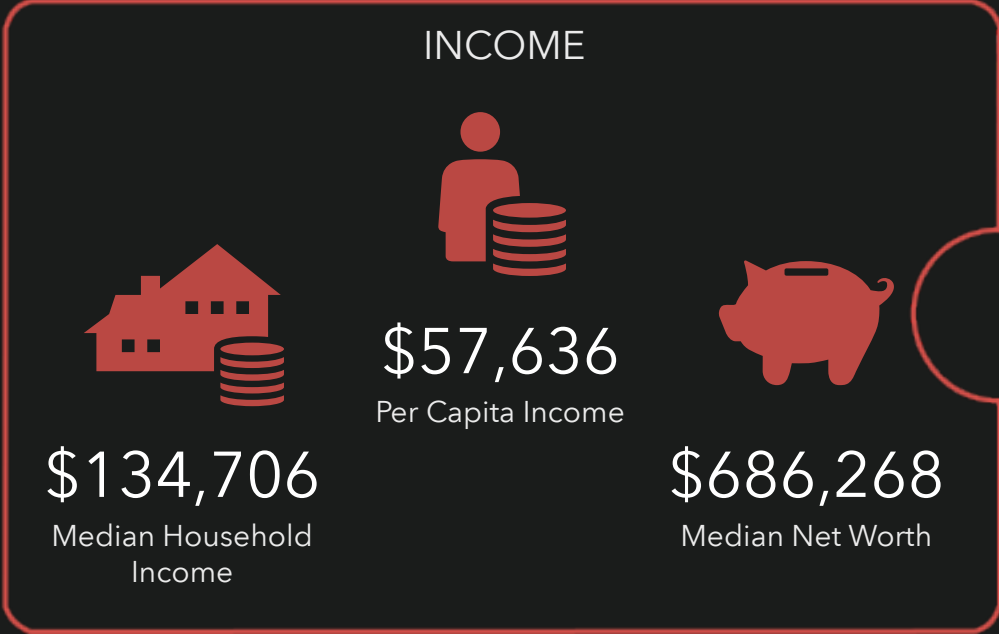 INCOME
$57,636
Per Capita Income
$134,706
Median Household
Income
$686,268
Median Net Worth